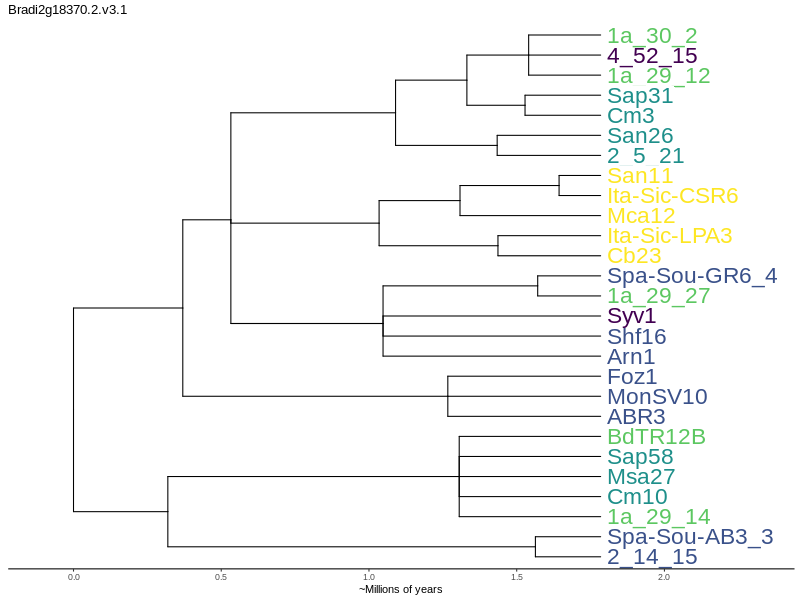 Bradi2g18370.2.v3.1
1a_30_2
4_52_15
1a_29_12
Sap31
Cm3
San26
2_5_21
San11
Ita-Sic-CSR6
Mca12
Ita-Sic-LPA3
Cb23
Spa-Sou-GR6_4
1a_29_27
Syv1
Shf16
Arn1
Foz1
MonSV10
ABR3
BdTR12B
Sap58
Msa27
Cm10
1a_29_14
Spa-Sou-AB3_3
2_14_15
0.0 0.5 1.0 1.5 2.0
~Millions of years